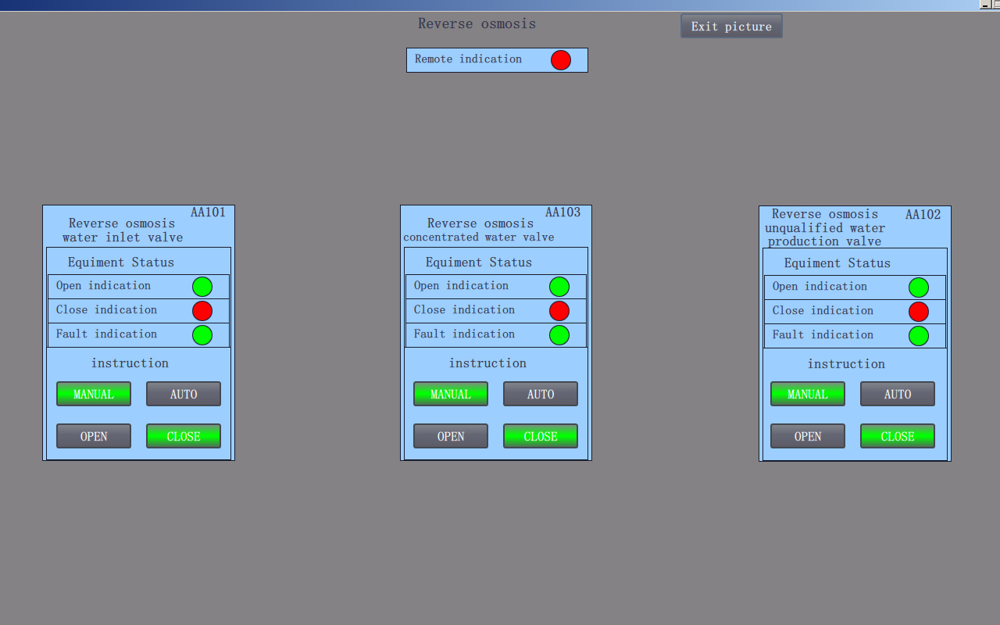 Reverse osmosis
Exit picture
Remote indication
AA101
Reverse osmosis
water inlet valve
Equiment Status
Open indication
Close indication
Fault indication
instruction
MANUAL
AUTO
OPEN
CLOSE
AA103
Reverse osmosis
concentrated water valve
Equiment Status
Open indication
Close indication
Fault indication
instruction
MANUAL
AUTO
OPEN
CLOSE
Reverse osmosis
AA102
unqualified water
production valve
Equiment Status
Open indication
Close indication
Fault indication
instruction
MANUAL
AUTO
OPEN
CLOSE